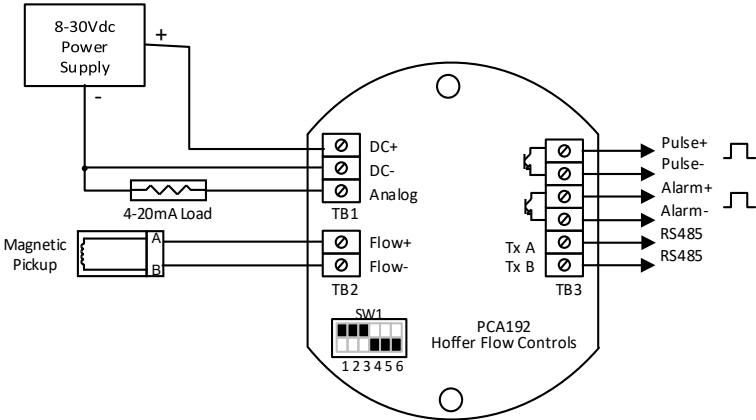 8-30Vdc
Power
Supply
+
-
4-20mA Load
Magnetic
Pickup
A
B
DC+
DC-
Analog
TB1
Flow+
Flow-
TB2
SW1
1 2 3 4 5 6
Pulse+
Pulse-
Alarm+
Alarm-
Tx A RS485
Tx B RS485
TB3
PCA192
Hoffer Flow Controls